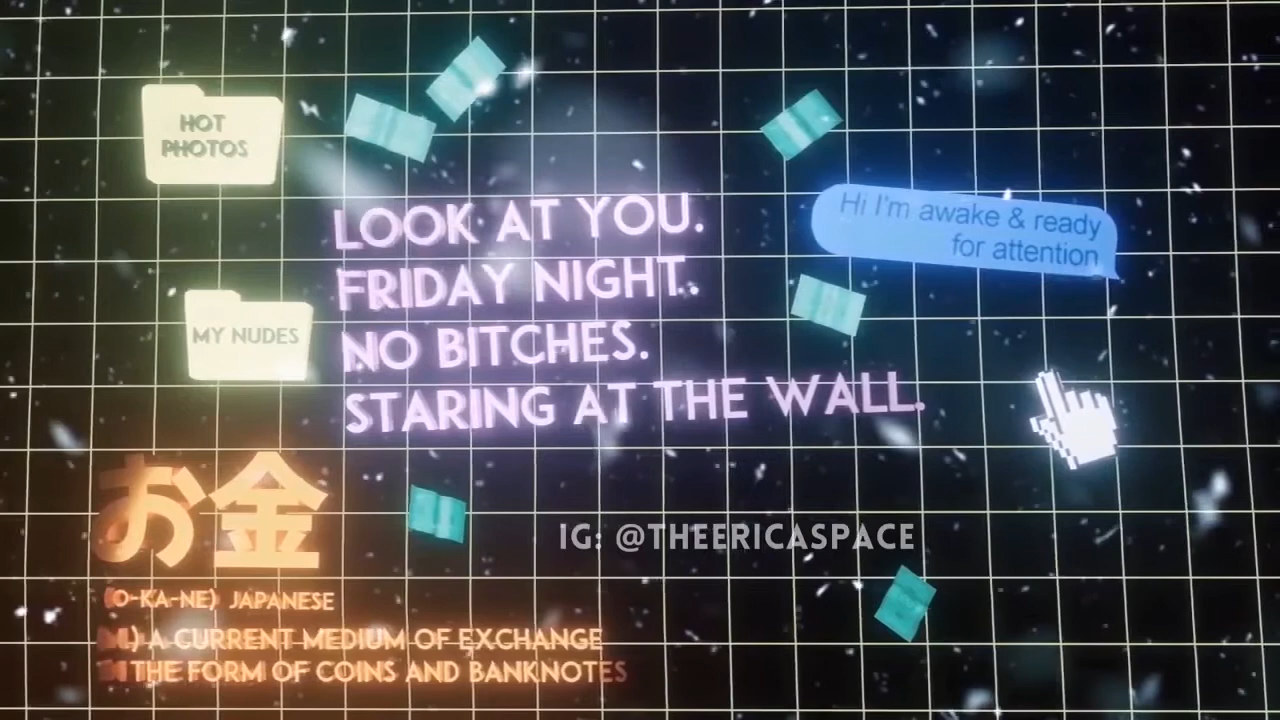 HOT
PHOTOS
LOOK AT YOU.
FRIDAY NIGHT.
NO BITCHES.
STARING AT THE WALL.
Hi I'm awake & ready
for attention
MY NUDES
お金
(O-KA-NE) JAPANESE
A CURRENT MEDIUM OF EXCHANGE
THE FORM OF COINS AND BANKNOTES
IG: @THEERICASPACE